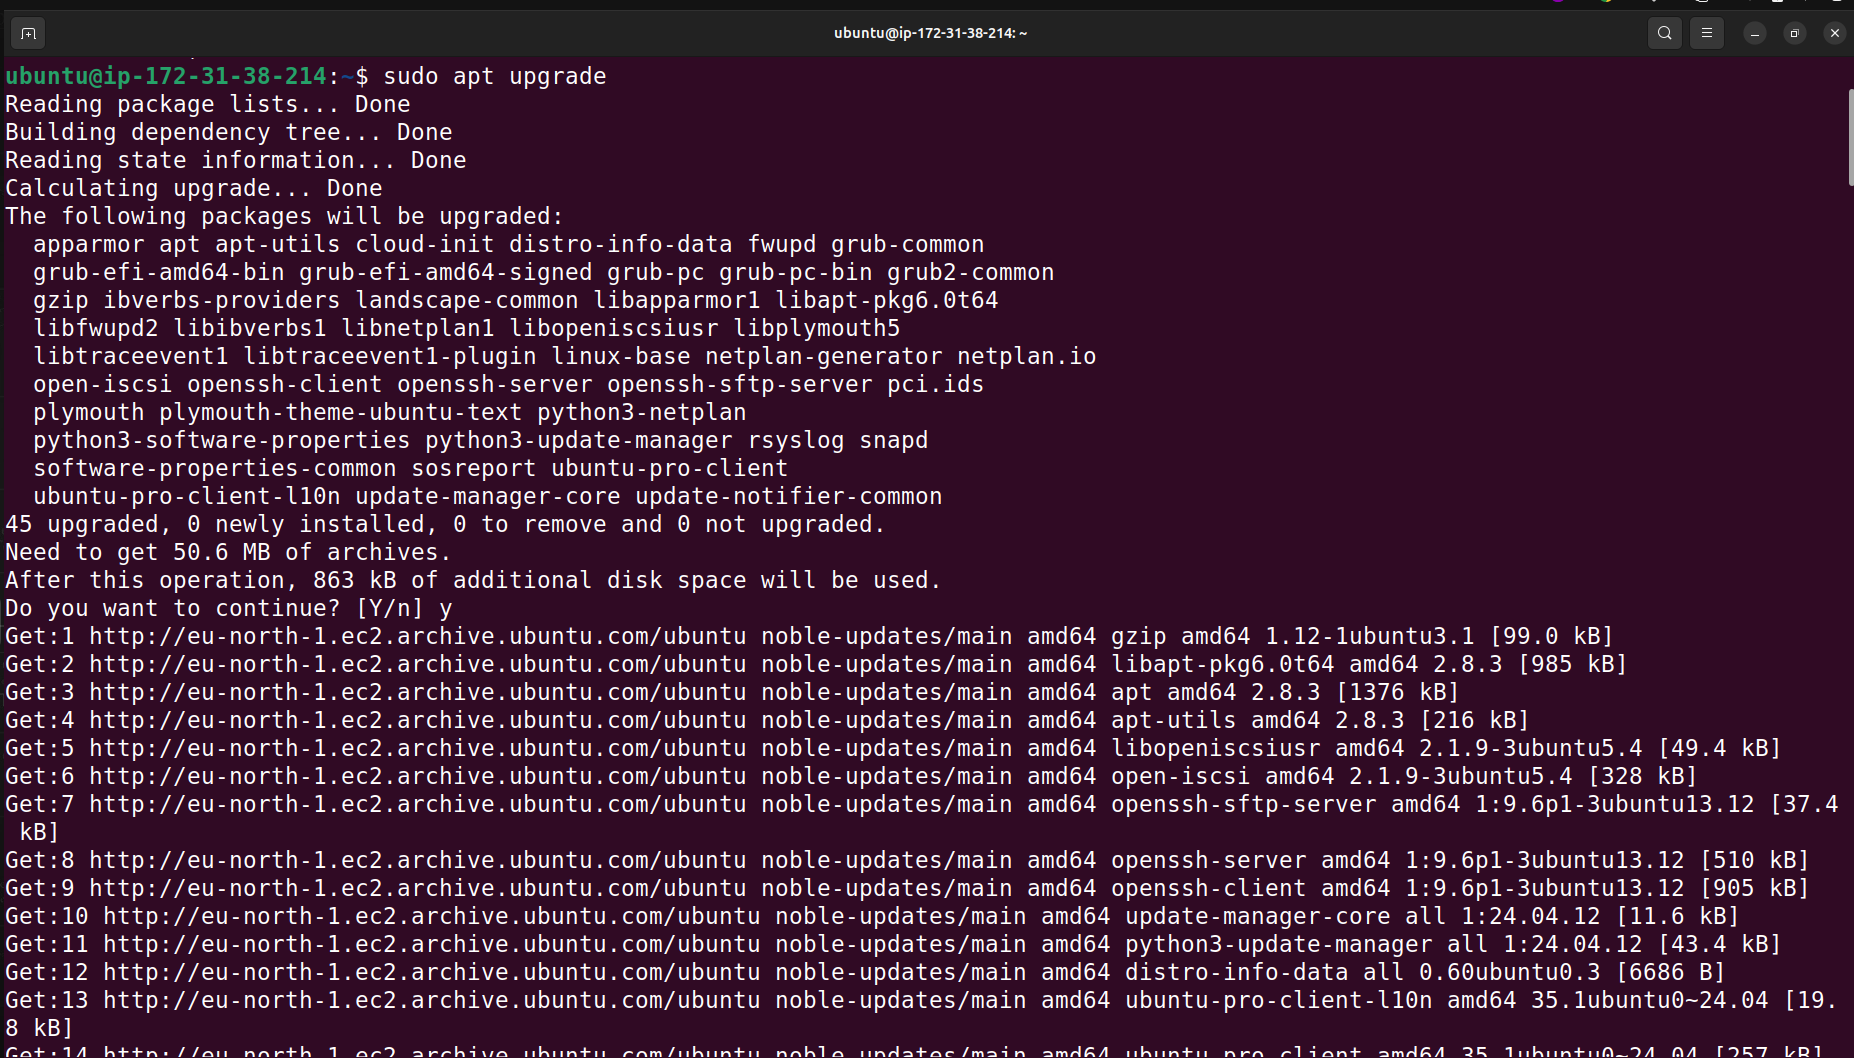 ubuntu@ip-172-31-38-214: ~
ubuntu@ip-172-31-38-214:~$ sudo apt upgrade
Reading package lists... Done
Building dependency tree... Done
Reading state information... Done
Calculating upgrade... Done
The following packages will be upgraded:
  apparmor apt apt-utils cloud-init distro-info-data fwupd grub-common
  grub-efi-amd64-bin grub-efi-amd64-signed grub-pc grub-pc-bin grub2-common
  gzip ibverbs-providers landscape-common libapparmor1 libapt-pkg6.0t64
  libfwupd2 libibverbs1 libnetplan1 libopeniscsiusr libplymouth5
  libtraceevent1 libtraceevent1-plugin linux-base netplan-generator netplan.io
  open-iscsi openssh-client openssh-server openssh-sftp-server pci.ids
  plymouth plymouth-theme-ubuntu-text python3-netplan
  python3-software-properties python3-update-manager rsyslog snapd
  software-properties-common sosreport ubuntu-pro-client
  ubuntu-pro-client-l10n update-manager-core update-notifier-common
45 upgraded, 0 newly installed, 0 to remove and 0 not upgraded.
Need to get 50.6 MB of archives.
After this operation, 863 kB of additional disk space will be used.
Do you want to continue? [Y/n] y
Get:1 http://eu-north-1.ec2.archive.ubuntu.com/ubuntu noble-updates/main amd64 gzip amd64 1.12-1ubuntu3.1 [99.0 kB]
Get:2 http://eu-north-1.ec2.archive.ubuntu.com/ubuntu noble-updates/main amd64 libapt-pkg6.0t64 amd64 2.8.3 [985 kB]
Get:3 http://eu-north-1.ec2.archive.ubuntu.com/ubuntu noble-updates/main amd64 apt amd64 2.8.3 [1376 kB]
Get:4 http://eu-north-1.ec2.archive.ubuntu.com/ubuntu noble-updates/main amd64 apt-utils amd64 2.8.3 [216 kB]
Get:5 http://eu-north-1.ec2.archive.ubuntu.com/ubuntu noble-updates/main amd64 libopeniscsiusr amd64 2.1.9-3ubuntu5.4 [49.4 kB]
Get:6 http://eu-north-1.ec2.archive.ubuntu.com/ubuntu noble-updates/main amd64 open-iscsi amd64 2.1.9-3ubuntu5.4 [328 kB]
Get:7 http://eu-north-1.ec2.archive.ubuntu.com/ubuntu noble-updates/main amd64 openssh-sftp-server amd64 1:9.6p1-3ubuntu13.12 [37.4
 kB]
Get:8 http://eu-north-1.ec2.archive.ubuntu.com/ubuntu noble-updates/main amd64 openssh-server amd64 1:9.6p1-3ubuntu13.12 [510 kB]
Get:9 http://eu-north-1.ec2.archive.ubuntu.com/ubuntu noble-updates/main amd64 openssh-client amd64 1:9.6p1-3ubuntu13.12 [905 kB]
Get:10 http://eu-north-1.ec2.archive.ubuntu.com/ubuntu noble-updates/main amd64 update-manager-core all 1:24.04.12 [11.6 kB]
Get:11 http://eu-north-1.ec2.archive.ubuntu.com/ubuntu noble-updates/main amd64 python3-update-manager all 1:24.04.12 [43.4 kB]
Get:12 http://eu-north-1.ec2.archive.ubuntu.com/ubuntu noble-updates/main amd64 distro-info-data all 0.60ubuntu0.3 [6686 B]
Get:13 http://eu-north-1.ec2.archive.ubuntu.com/ubuntu noble-updates/main amd64 ubuntu-pro-client-l10n amd64 35.1ubuntu0~24.04 [19.
8 kB]
Get:14 http://eu-north-1.ec2.archive.ubuntu.com/ubuntu noble-updates/main amd64 ubuntu-pro-client amd64 35.1ubuntu0~24.04 [257 kB]